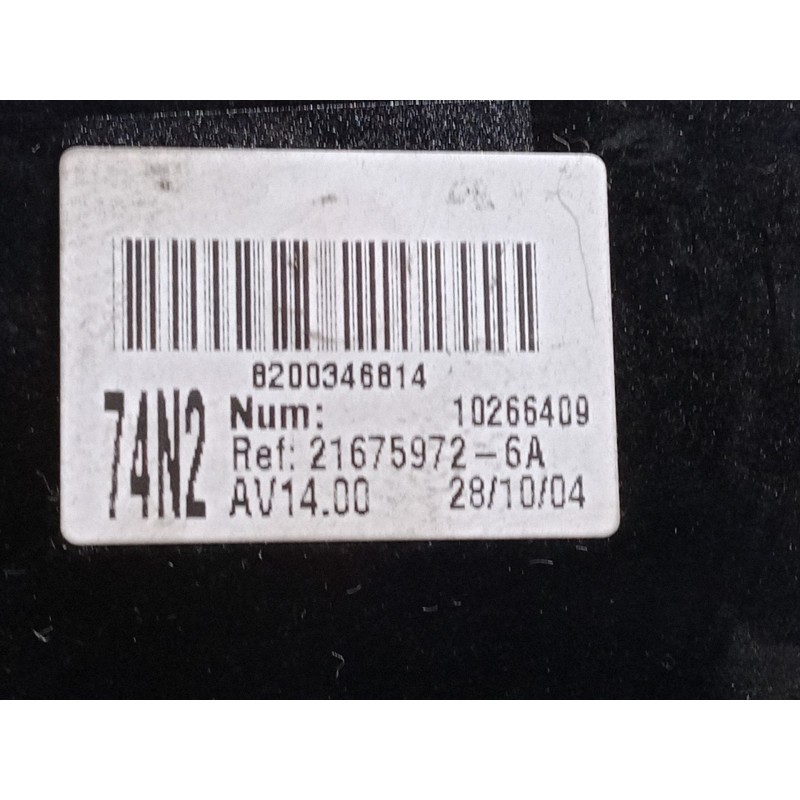 8200346814
74N2
Num: 10266409
Ref: 21675972-6A
AV14.00 28/10/04